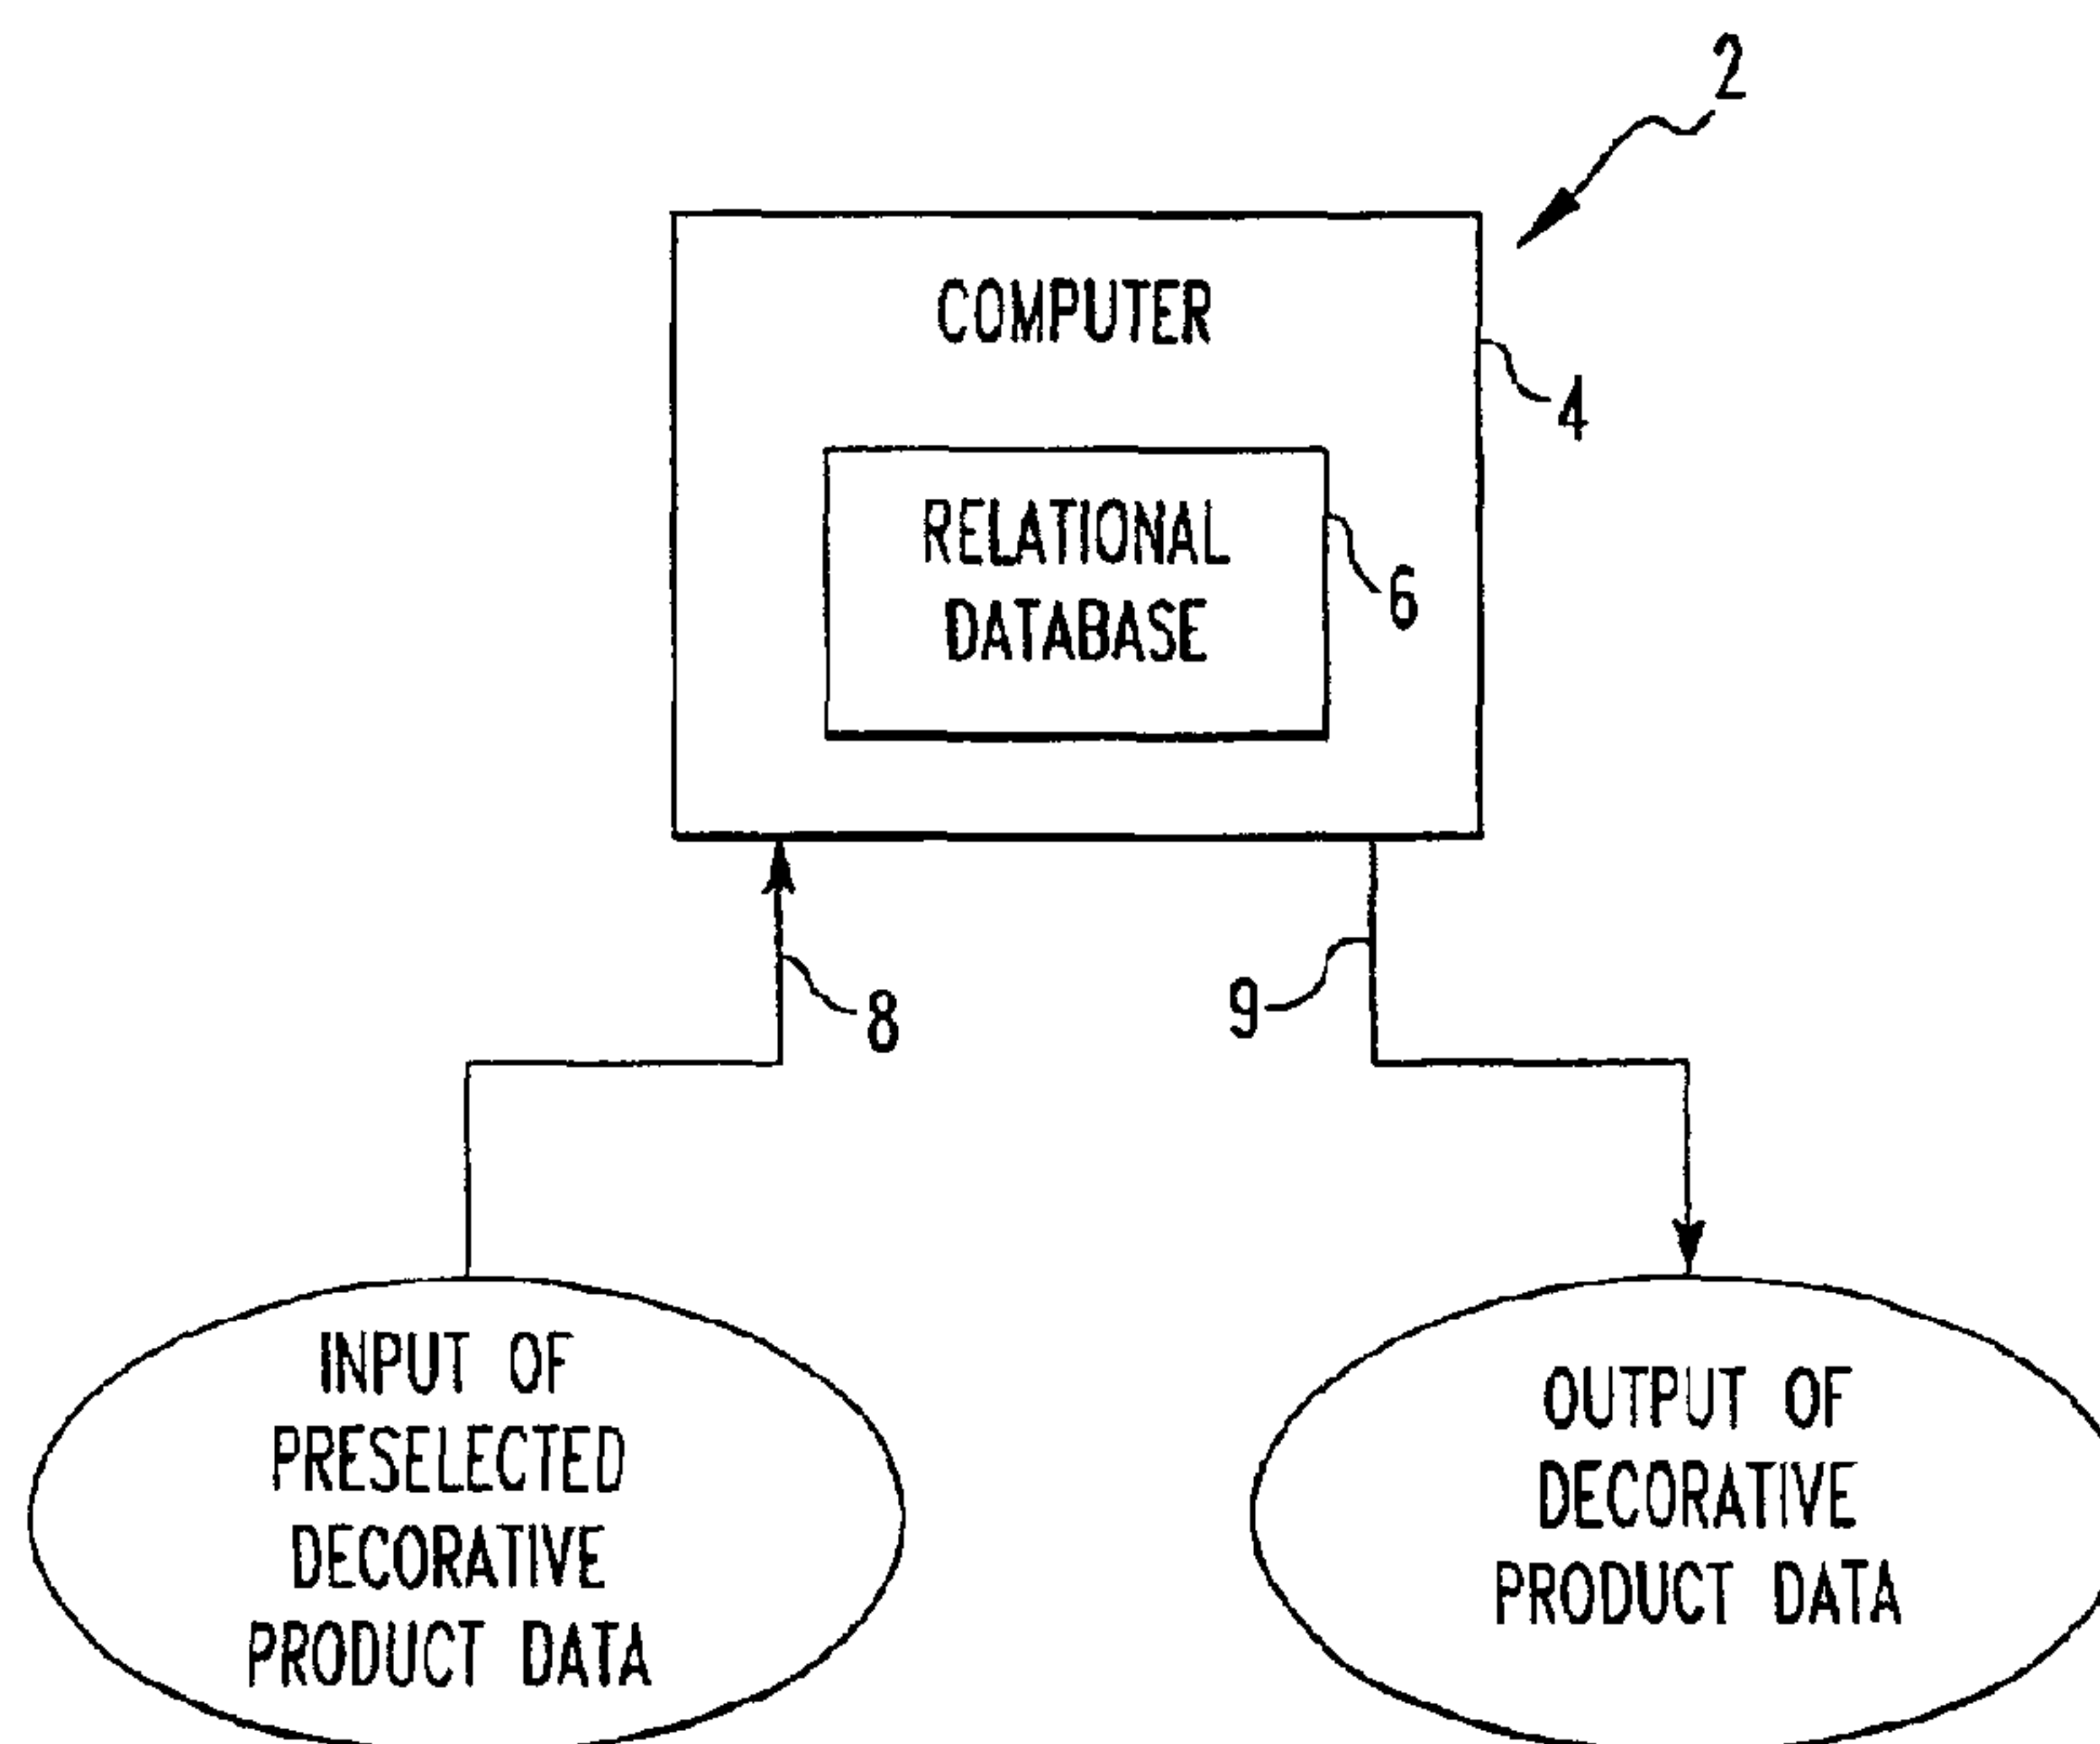 2
COMPUTER
4
RELATIONAL
DATABASE
6
8
9
INPUT OF
PRESELECTED
DECORATIVE
PRODUCT DATA
OUTPUT OF
DECORATIVE
PRODUCT DATA